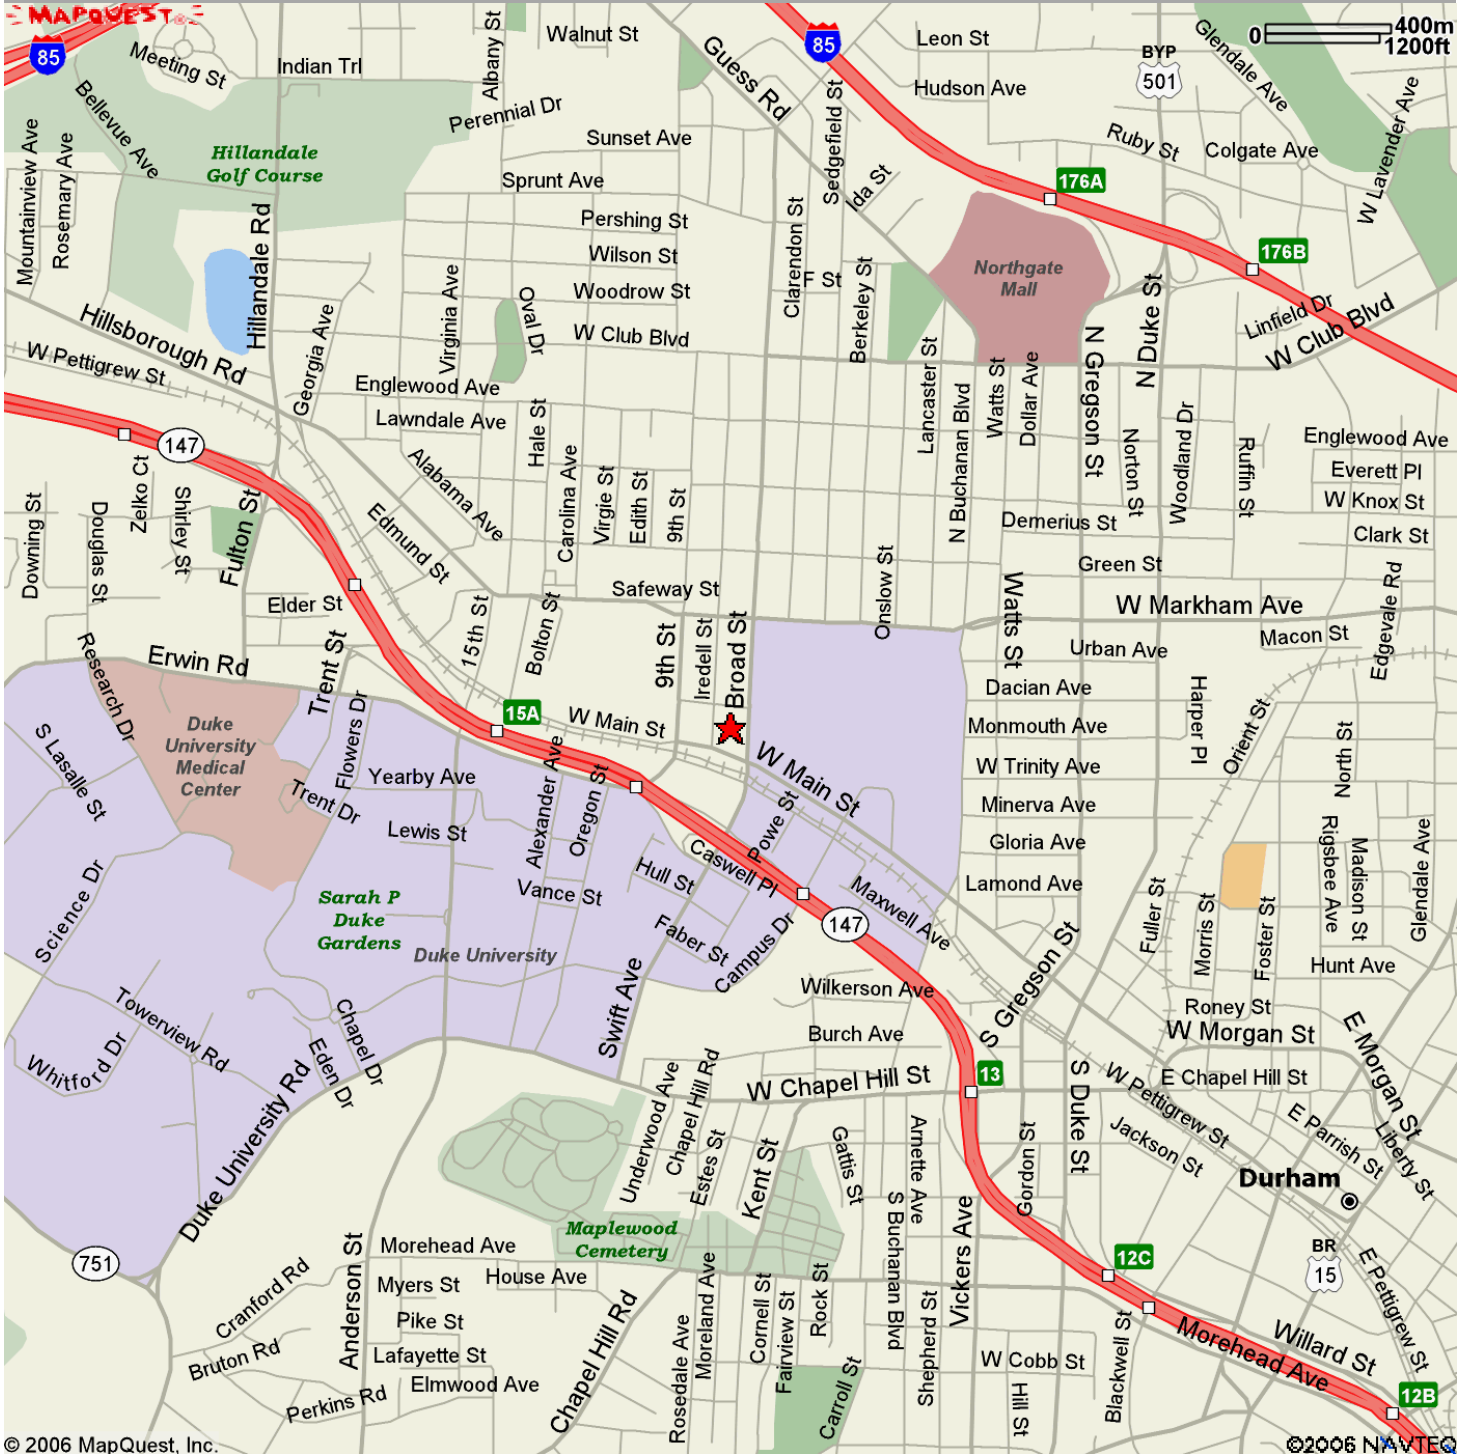 MAPQUEST
85
Meeting St
Indian Trl
Albany St
Walnut St
Guess Rd
85
Leon St
Hudson Ave
BYP
501
Glendale Ave
0
400m
1200ft
Bellevue Ave
Perennial Dr
Sunset Ave
Sedgefield St
Ruby St
Colgate Ave
W Lavender Ave
Mountainview Ave
Rosemary Ave
Hillandale
Golf Course
Sprunt Ave
Ida St
176A
Pershing St
Clarendon St
Hillandale Rd
Wilson St
Northgate
Mall
176B
F St
Woodrow St
Berkeley St
Virginia Ave
Oval Dr
N Duke St
Linfield Dr
W Club Blvd
Hillsborough Rd
W Club Blvd
W Pettigrew St
Georgia Ave
Englewood Ave
Lancaster St
N Buchanan Blvd
Watts St
Dollar Ave
N Gregson St
Lawndale Ave
Hale St
147
Norton St
Woodland Dr
Ruffin St
Englewood Ave
Everett Pl
W Knox St
Clark St
Zelko Ct
Alabama Ave
Carolina Ave
Virgie St
Edith St
9th St
Downing St
Douglas St
Shirley St
Fulton St
Edmund St
Demerius St
Green St
Onslow St
Safeway St
Elder St
W Markham Ave
Watts St
Edgevale Rd
Macon St
Urban Ave
Erwin Rd
Trent St
15th St
Bolton St
9th St
Iredell St
Broad St
Research Dr
Dacian Ave
Harper Pl
Monmouth Ave
Orient St
North St
15A
W Main St
Flowers Dr
Duke
University
Medical
Center
S Lasalle St
W Main St
W Trinity Ave
Yearby Ave
Trent Dr
Alexander Ave
Oregon St
Minerva Ave
Lewis St
Powe St
Gloria Ave
Rigsbee Ave
Madison St
Glendale Ave
Caswell Pl
Hull St
Vance St
Lamond Ave
Maxwell Ave
Science Dr
Sarah P
Duke
Gardens
Duke University
Faber St
Campus Dr
147
Fuller St
Morris St
Foster St
Hunt Ave
Swift Ave
Wilkerson Ave
S Gregson St
Towerview Rd
Chapel Dr
Roney St
W Morgan St
Burch Ave
E Morgan St
Whitford Dr
Eden Dr
Underwood Ave
Chapel Hill Rd
W Chapel Hill St
13
S Duke St
W Pettigrew St
E Chapel Hill St
Duke University Rd
Estes St
Kent St
Gattis St
Arnette Ave
Gordon St
Jackson St
E Parrish St
Liberty St
Durham
S Buchanan Blvd
Vickers Ave
Maplewood
Cemetery
751
Anderson St
Morehead Ave
House Ave
Myers St
12C
BR
15
E Pettigrew St
Cranford Rd
Pike St
Chapel Hill Rd
Rosedale Ave
Moreland Ave
Cornell St
Fairview St
Rock St
Shepherd St
Willard St
Morehead Ave
Bruton Rd
Lafayette St
Elmwood Ave
Perkins Rd
Carroll St
W Cobb St
Hill St
Blackwell St
12B
© 2006 MapQuest, Inc.
©2006 NAVTEQ